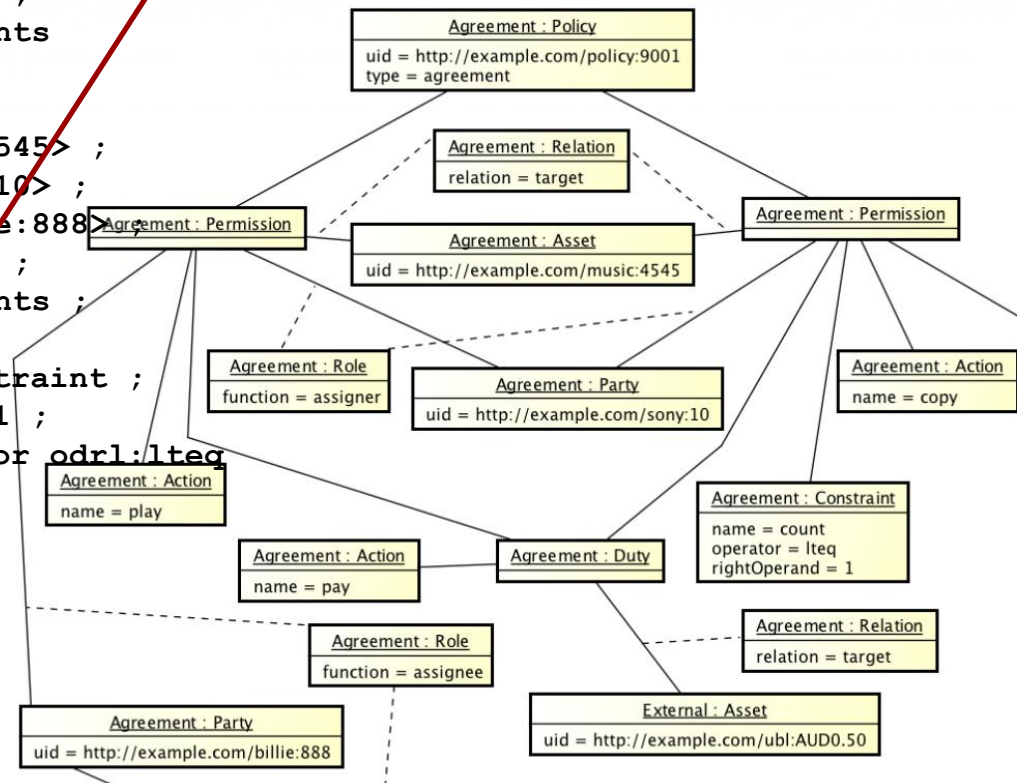 ;
nts
545> ;
10> ;
e:888> ;
;
nts ;
traint ;
l ;
or odrl:lteq
Agreement : Policy
uid = http://example.com/policy:9001
type = agreement
Agreement : Relation
relation = target
Agreement : Permission
Agreement : Asset
uid = http://example.com/music:4545
Agreement : Permission
Agreement : Role
function = assigner
Agreement : Party
uid = http://example.com/sony:10
Agreement : Action
name = copy
Agreement : Action
name = play
Agreement : Constraint
name = count
operator = lteq
rightOperand = 1
Agreement : Action
name = pay
Agreement : Duty
Agreement : Role
function = assignee
Agreement : Relation
relation = target
Agreement : Party
uid = http://example.com/billie:888
External : Asset
uid = http://example.com/ubl:AUD0.50